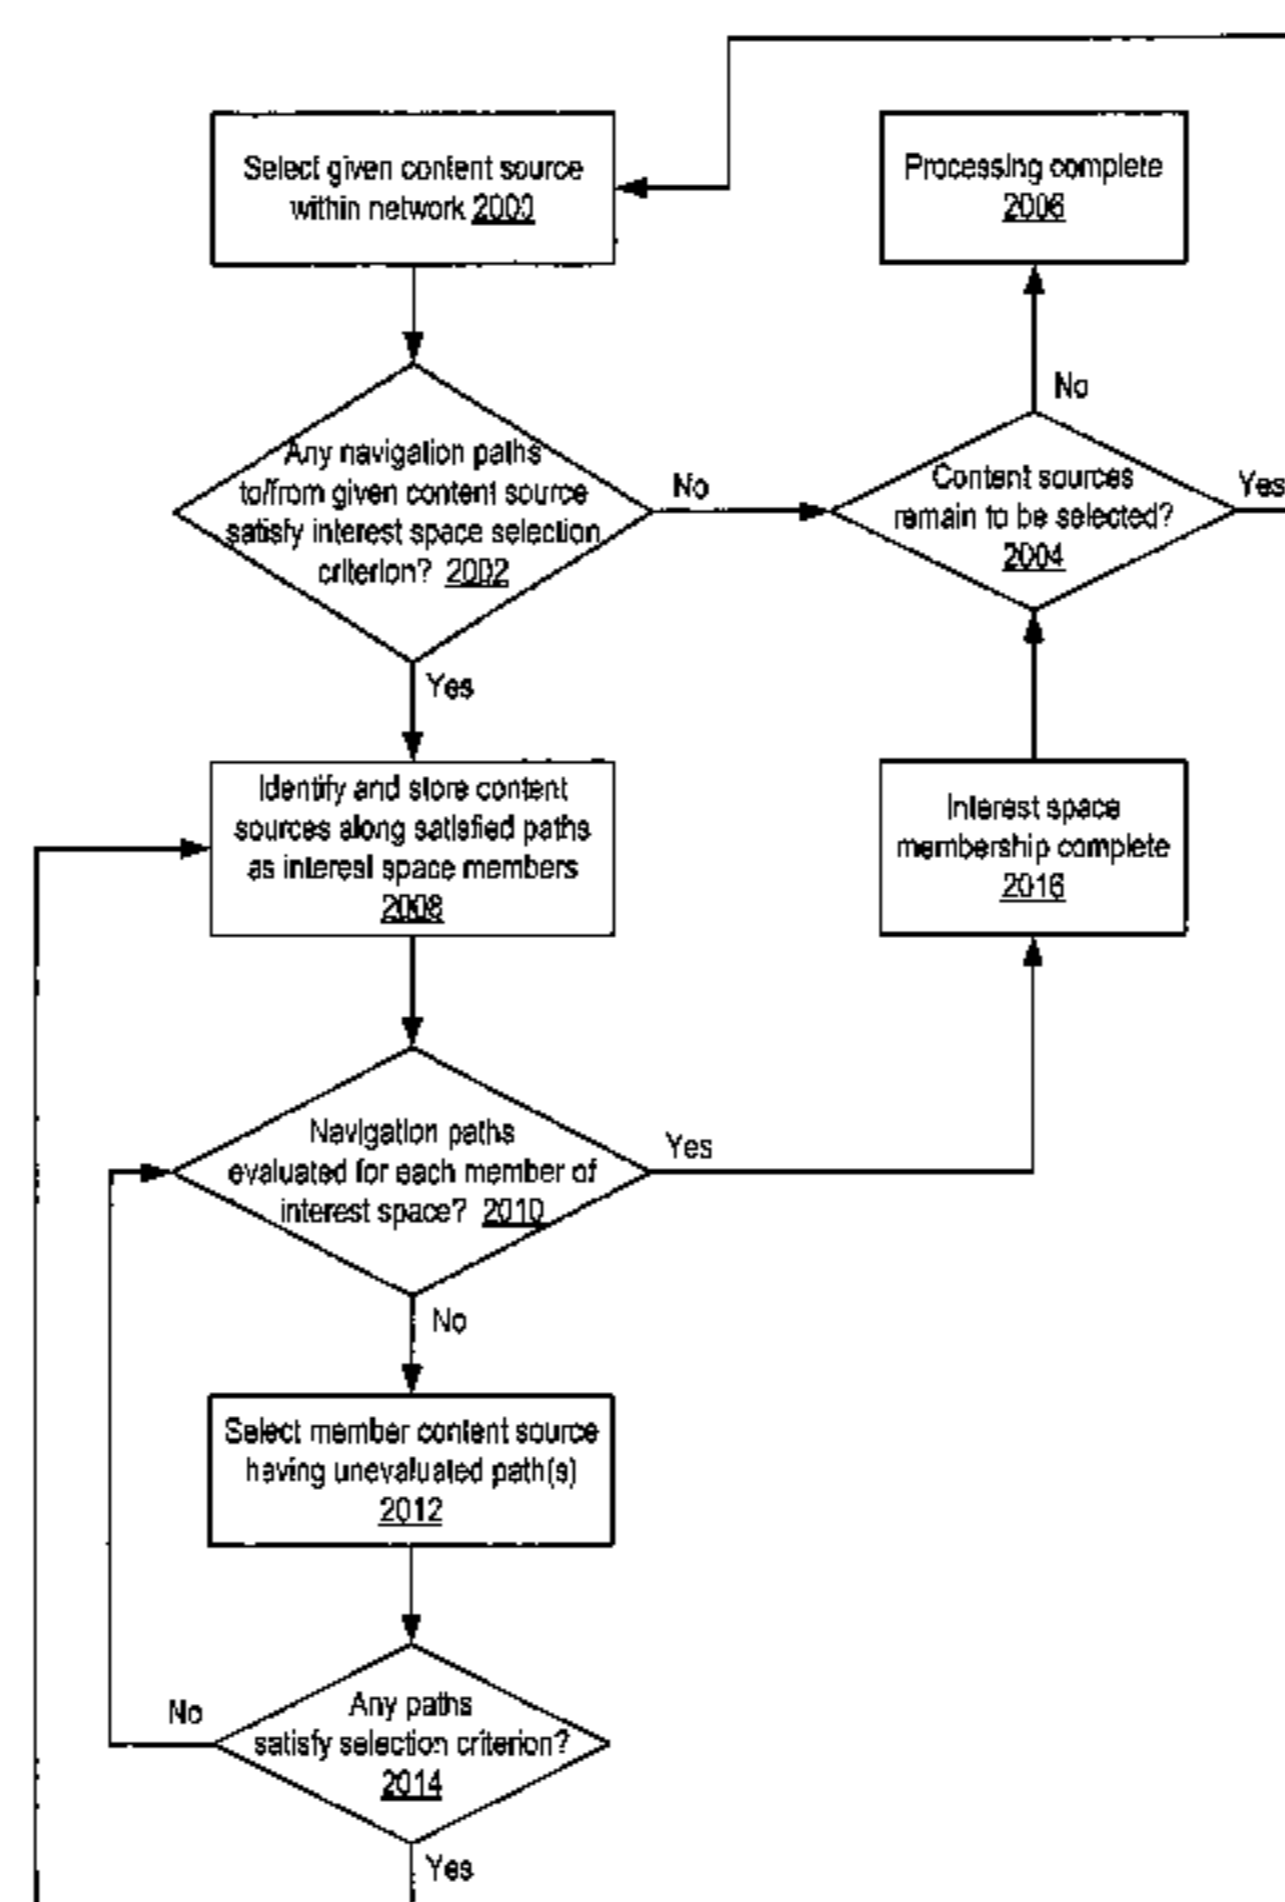 Select given content source
within network 2000
Processing complete
2006
No
Any navigation paths
to/from given content source
satisfy interest space selection
criterion? 2002
No
Content sources
remain to be selected?
2004
Yes
Yes
Identify and store content
sources along satisfied paths
as interest space members
2008
Interest space
membership complete
2016
Navigation paths
evaluated for each member of
interest space? 2010
Yes
No
Select member content source
having unevaluated path(s)
2012
Any paths
satisfy selection criterion?
2014
No
Yes